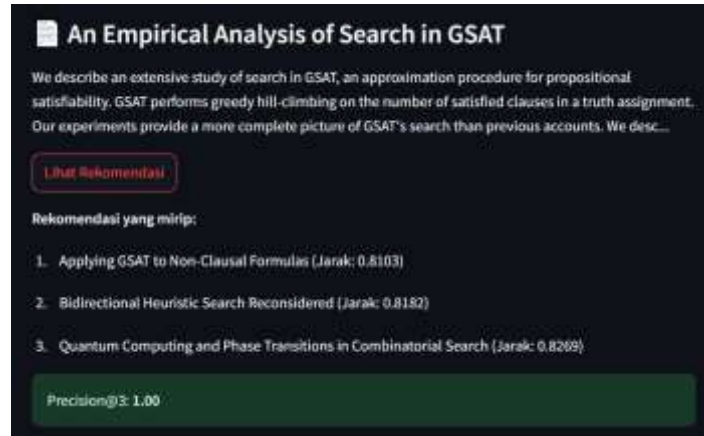 An Empirical Analysis of Search in GSAT
We describe an extensive study of search in GSAT, an approximation procedure for propositional
satisfiability. GSAT performs greedy hill-climbing on the number of satisfied clauses in a truth assignment.
Our experiments provide a more complete picture of GSAT's search than previous accounts. We desc...
Lihat Rekomendasi
Rekomendasi yang mirip:
1. Applying GSAT to Non-Clausal Formulas (Jarak: 0.8103)
2. Bidirectional Heuristic Search Reconsidered (Jarak: 0.8182)
3. Quantum Computing and Phase Transitions in Combinatorial Search (Jarak: 0.8269)
Precision@3: 1.00